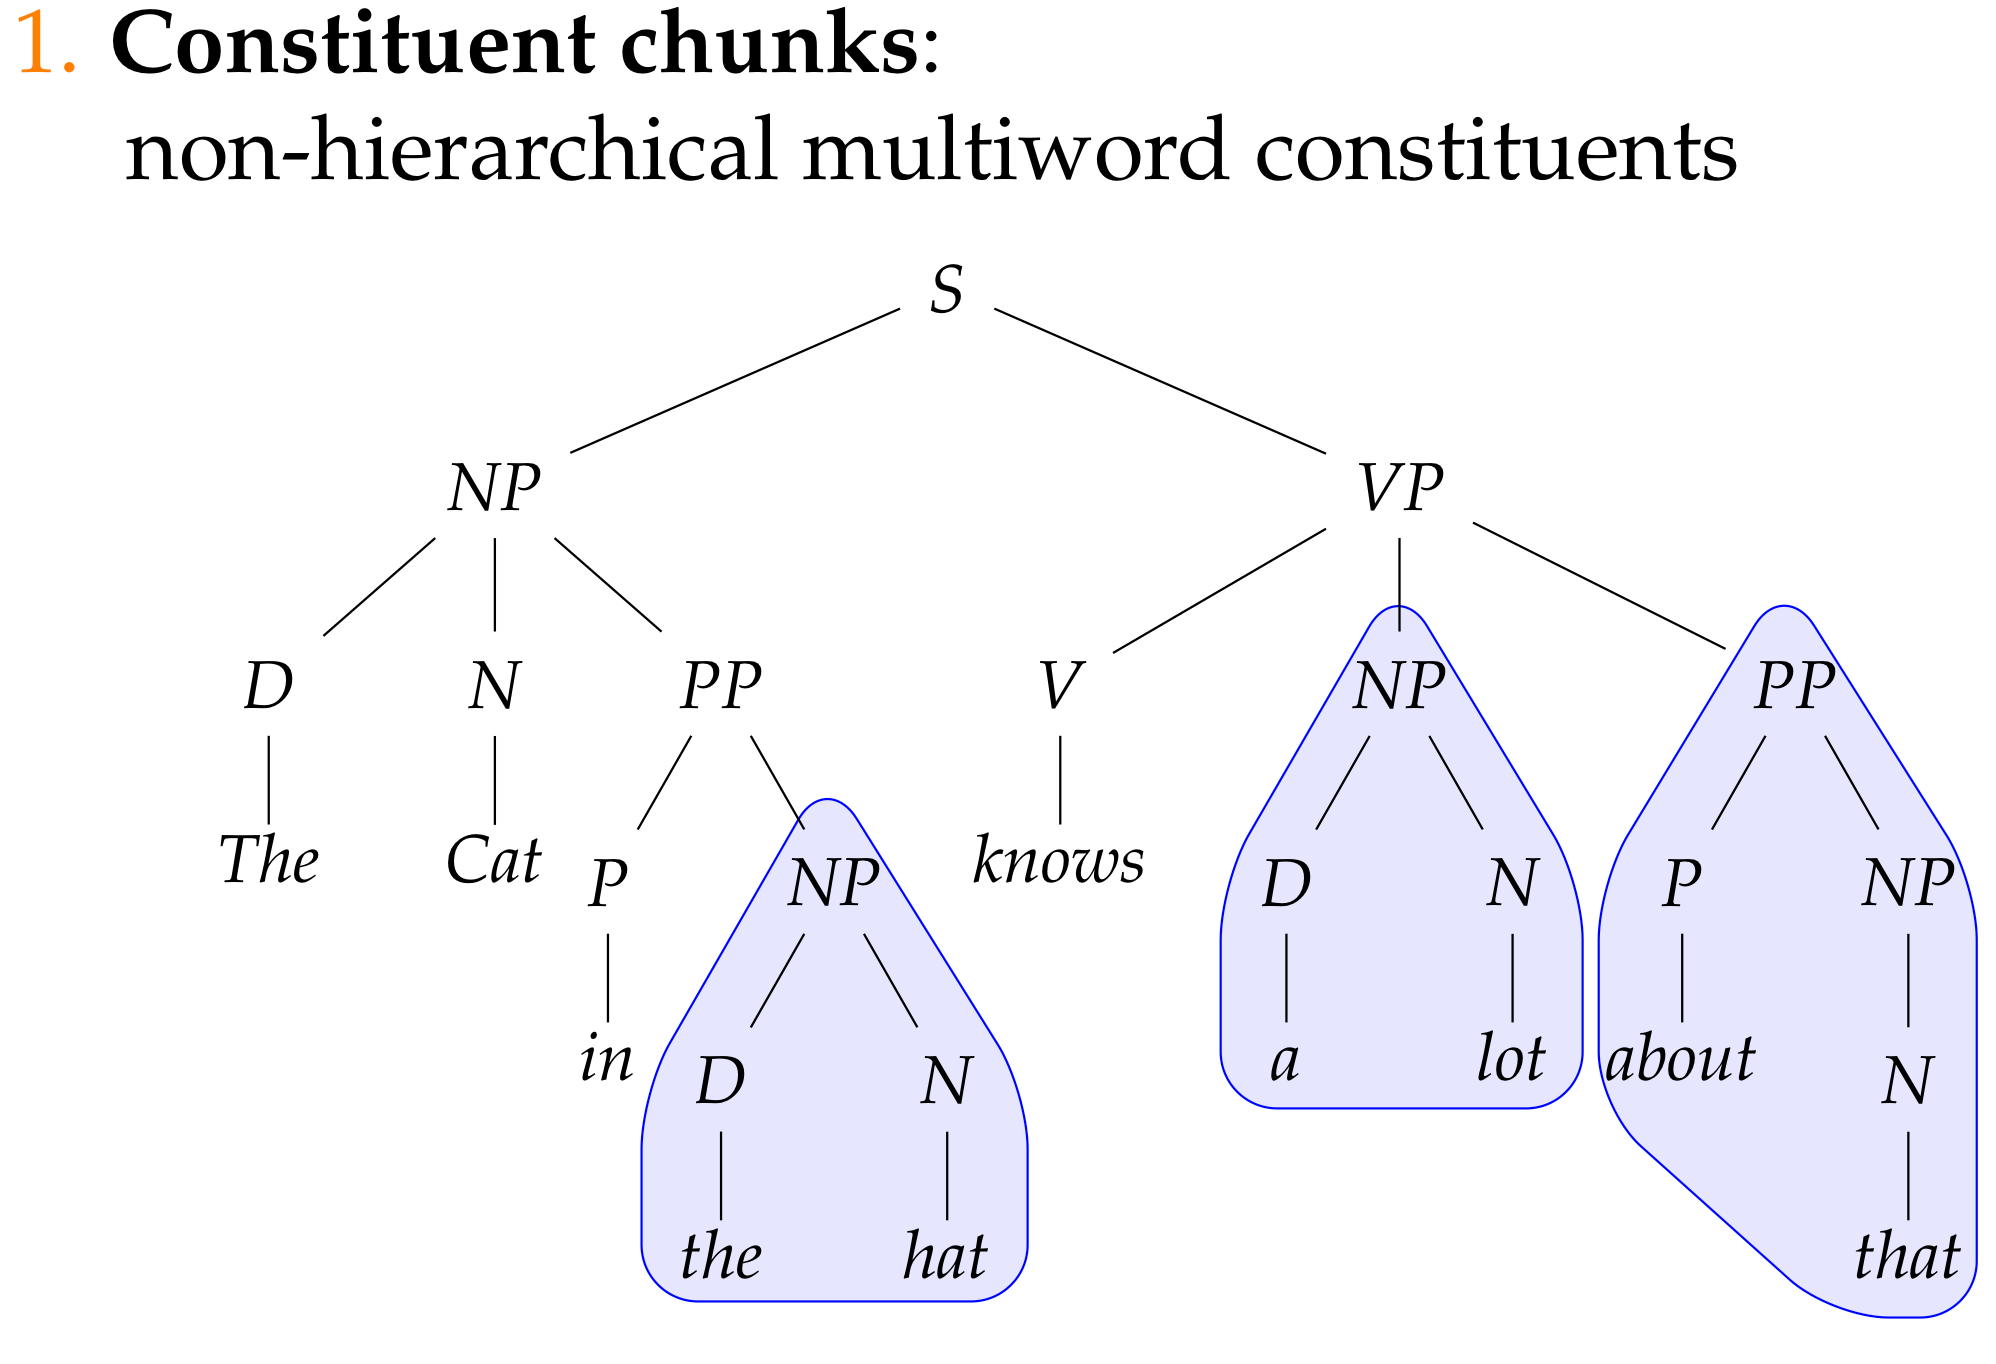 1. Constituent chunks:
non-hierarchical multiword constituents
S
NP VP
D N PP V NP PP
The Cat P NP knows D N P NP
in D N a lot about N
the hat that